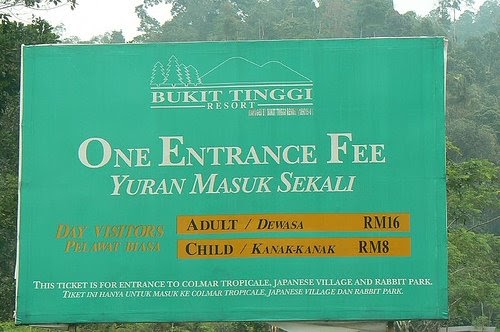 BUKIT TINGGI
RESORT
ONE ENTRANCE FEE
YURAN MASUK SEKALI
DAY VISITORS
PELAWAT BIASA
ADULT / DEWASA RM16
CHILD / KANAK-KANAK RM8
THIS TICKET IS FOR ENTRANCE TO COLMAR TROPICALE, JAPANESE VILLAGE AND RABBIT PARK.
TIKET INI HANYA UNTUK MASUK KE COLMAR TROPICALE, JAPANESE VILLAGE DAN RABBIT PARK.